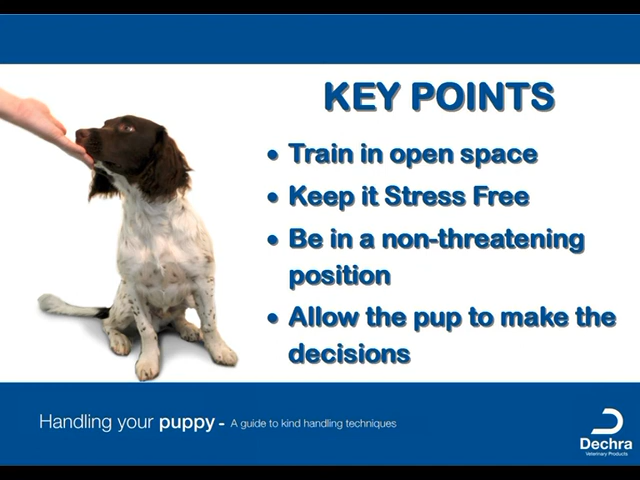 KEY POINTS
• Train in open space
• Keep it Stress Free
• Be in a non-threatening
position
• Allow the pup to make the
decisions
Handling your puppy - A guide to kind handling techniques
Dechra
Veterinary Products